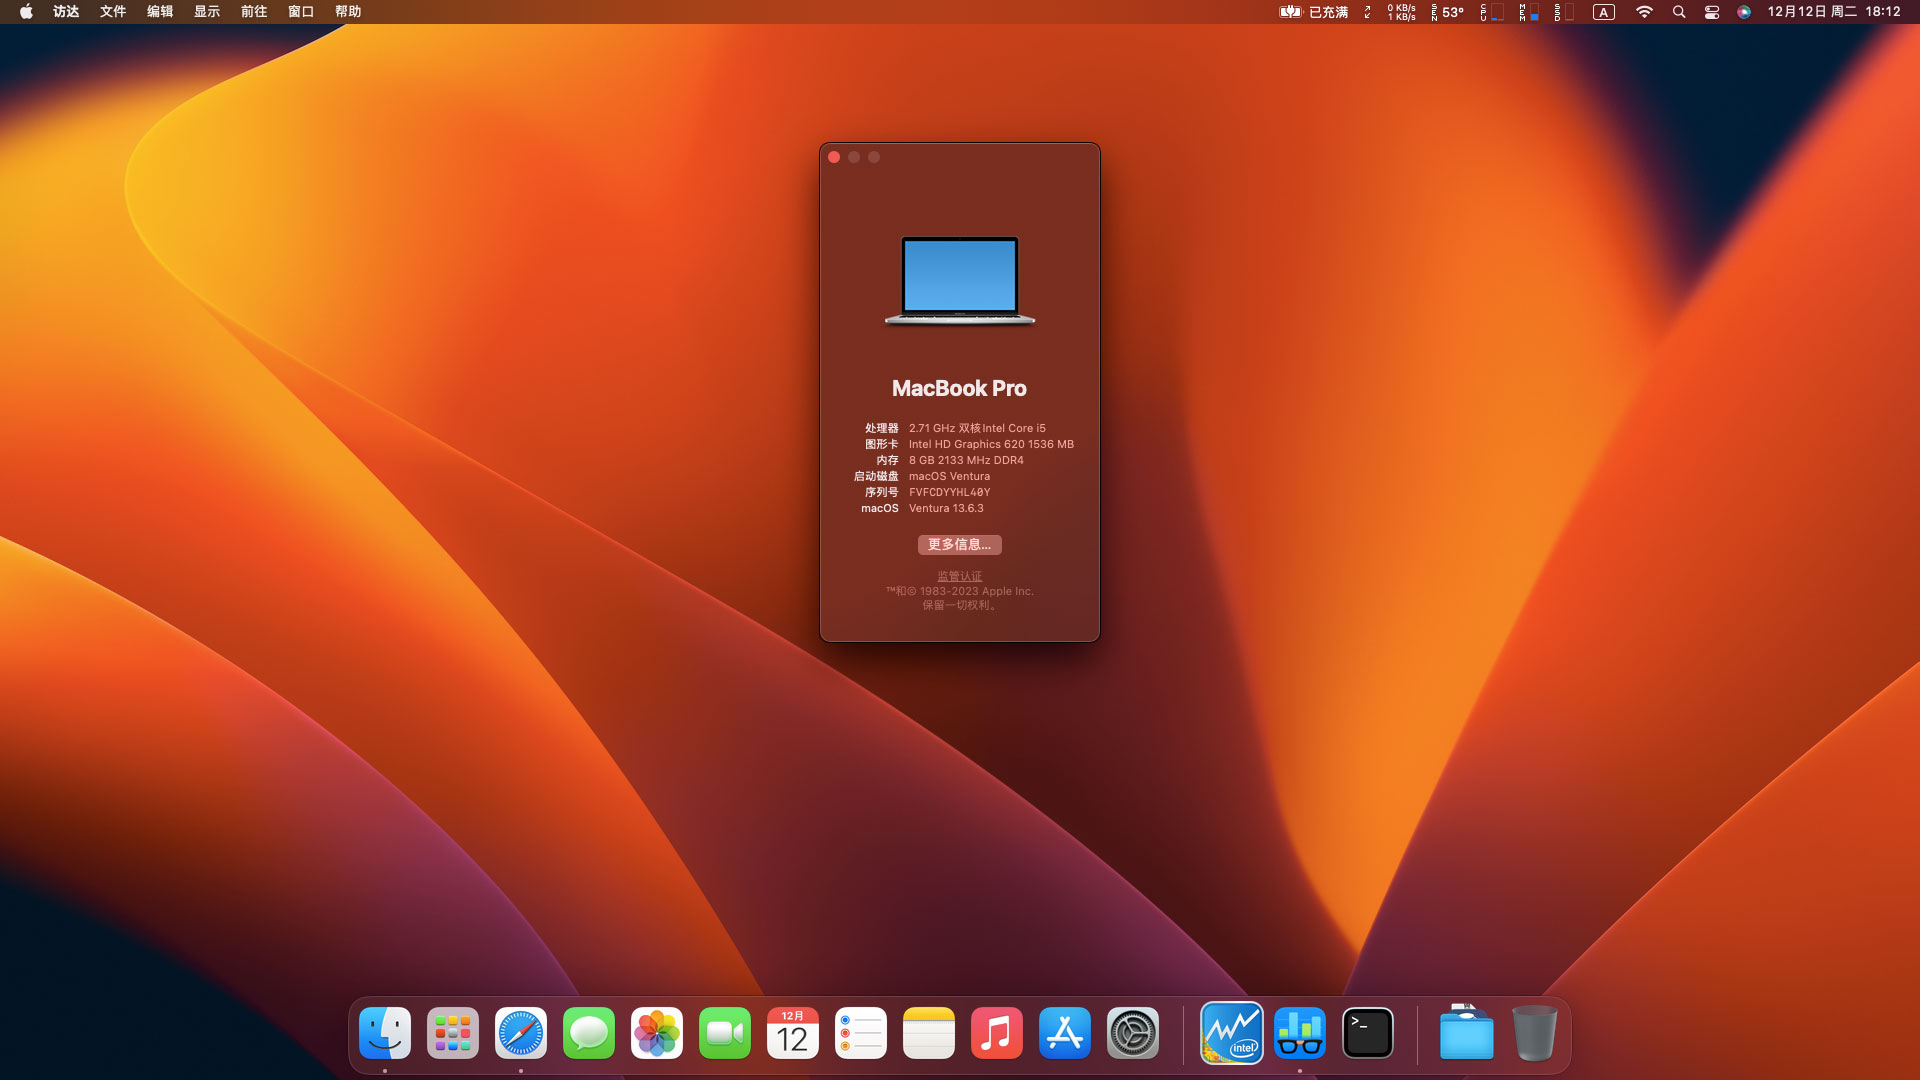 访达 文件 编辑 显示 前往 窗口 帮助
已充满 0 KB/s 1 KB/s SEN 53° CPU MEM SSD A 12月12日 周二 18:12
MacBook Pro
处理器 2.71 GHz 双核Intel Core i5
图形卡 Intel HD Graphics 620 1536 MB
内存 8 GB 2133 MHz DDR4
启动磁盘 macOS Ventura
序列号 FVFCDYYHL40Y
macOS Ventura 13.6.3
更多信息...
监管认证
™和© 1983-2023 Apple Inc.
保留一切权利。
12月
12
intel
>_